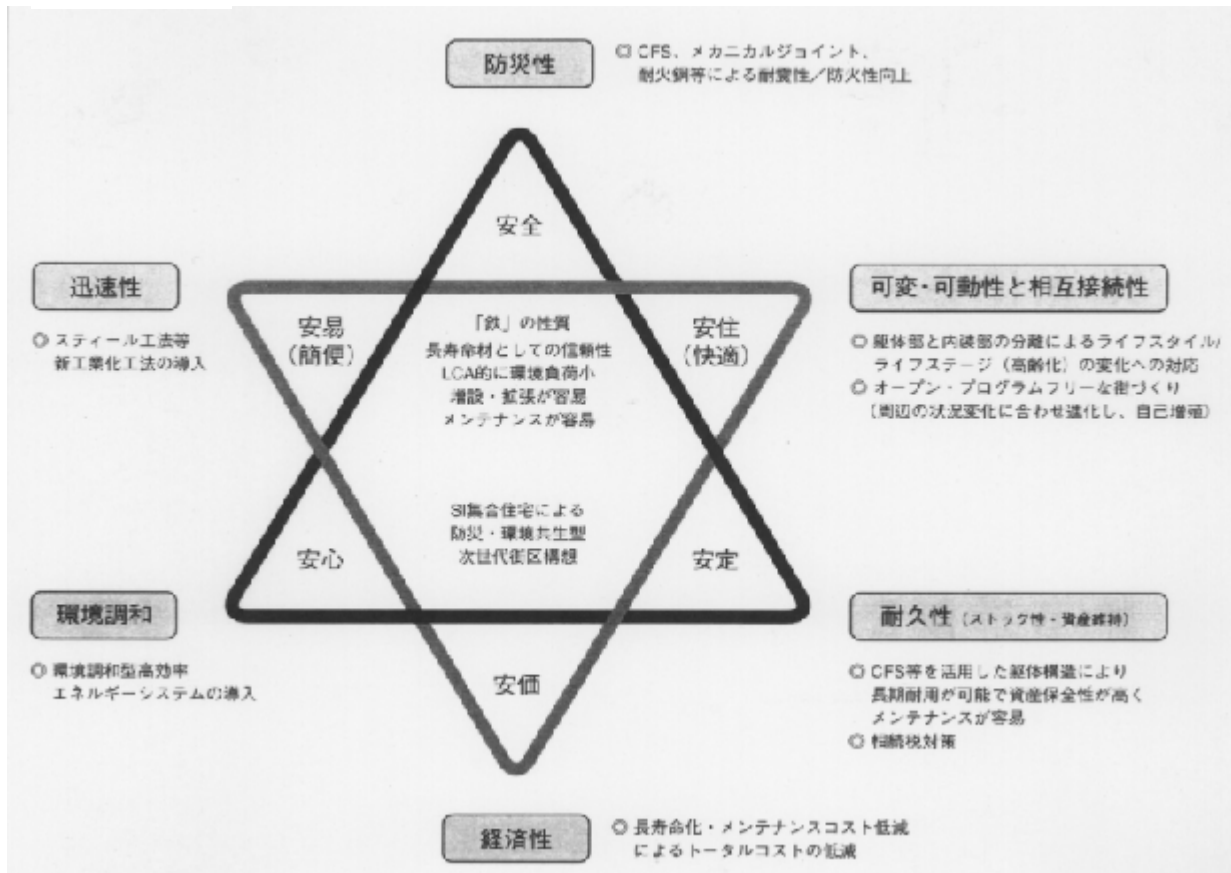 防災性
◎ CFS、メカニカルジョイント、
耐火鋼等による耐震性／防火性向上
安全
迅速性
◎ スティール工法等
新工業化工法の導入
安易
(簡便)
「鉄」の性質
長寿命材としての信頼性
LCA的に環境負荷小
増設・拡張が容易
メンテナンスが容易
安住
(快適)
可変・可動性と相互接続性
◎ 躯体部と内装部の分離によるライフスタイル/
ライフステージ（高齢化）の変化への対応
◎ オープン・プログラムフリーな街づくり
(周辺の状況変化に合わせ進化し、自己増殖)
SI集合住宅による
防災・環境共生型
次世代街区構想
安心
安定
環境調和
◎ 環境調和型高効率
エネルギーシステムの導入
耐久性 (ストック性・資産維持)
◎ CFS等を活用した躯体構造により
長期耐用が可能で資産保全性が高く
メンテナンスが容易
◎ 相続税対策
安価
経済性
◎ 長寿命化・メンテナンスコスト低減
によるトータルコストの低減